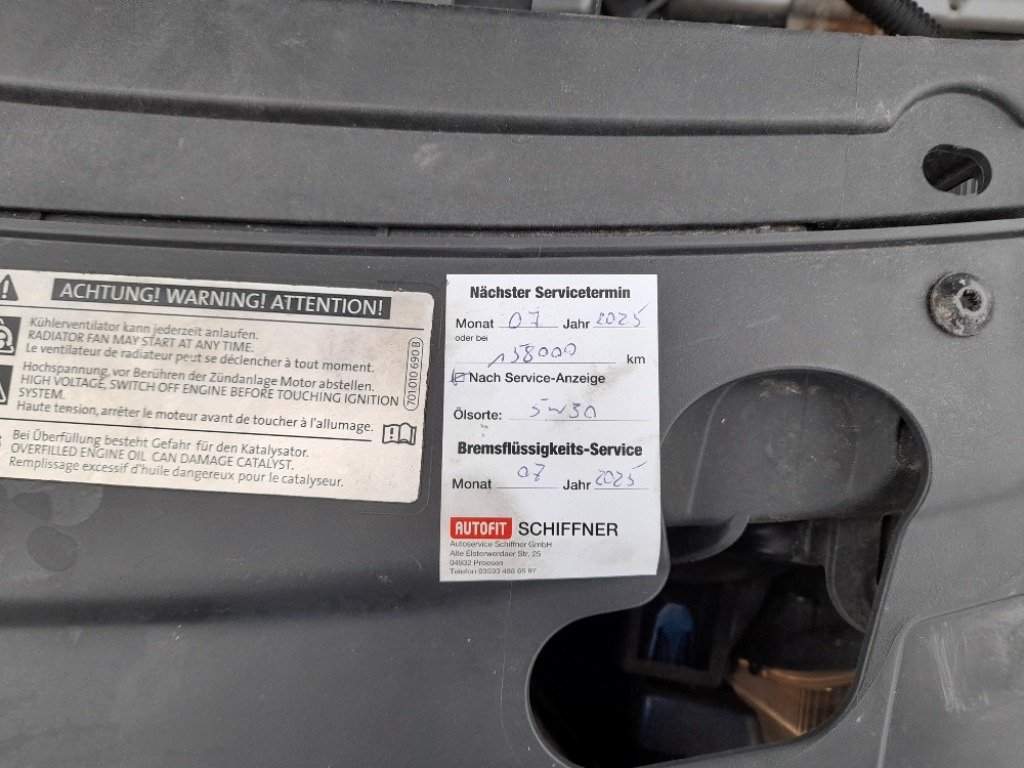 ACHTUNG! WARNING! ATTENTION!
Kühlerventilator kann jederzeit anlaufen.
RADIATOR FAN MAY START AT ANY TIME.
Le ventilateur de radiateur peut se déclencher à tout moment.
Hochspannung, vor Berühren der Zündanlage Motor abstellen.
HIGH VOLTAGE, SWITCH OFF ENGINE BEFORE TOUCHING IGNITION
SYSTEM.
Haute tension, arrêter le moteur avant de toucher à l'allumage.
Bei Überfüllung besteht Gefahr für den Katalysator.
OVERFILLED ENGINE OIL CAN DAMAGE CATALYST.
Remplissage excessif d'huile dangereux pour le catalyseur.
701 010 690 B
Nächster Servicetermin
Monat 07 Jahr 2025
oder bei
138000 km
Nach Service-Anzeige
Ölsorte: 5w30
Bremsflüssigkeits-Service
Monat 07 Jahr 2025
AUTOFIT SCHIFFNER
Autoservice Schiffner GmbH
Alte Elsterwerdaer Str. 25
04932 Proesen
Telefon 03533 488 65 97